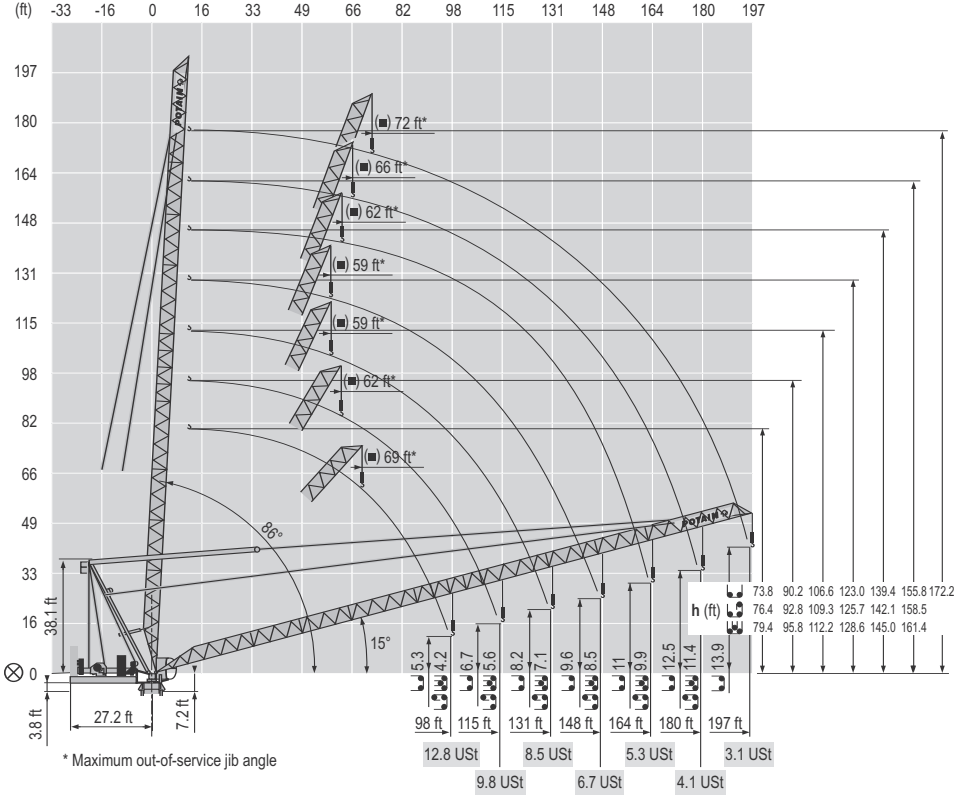 (ft) -33 -16 0 16 33 49 66 82 98 115 131 148 164 180 197
197
POTAIN
180
72 ft*
164
66 ft*
148
62 ft*
131
59 ft*
115
59 ft*
98
62 ft*
82
69 ft*
66
49
86°
POTAIN
33
73.8 90.2 106.6 123.0 139.4 155.8 172.2
h (ft) 76.4 92.8 109.3 125.7 142.1 158.5
79.4 95.8 112.2 128.6 145.0 161.4
16
38.1 ft
15°
0
5.3 4.2 6.7 5.6 8.2 7.1 9.6 8.5 11 9.9 12.5 11.4 13.9
3.8 ft
27.2 ft
7.2 ft
98 ft 115 ft 131 ft 148 ft 164 ft 180 ft 197 ft
12.8 USt 8.5 USt 5.3 USt 3.1 USt
9.8 USt 6.7 USt 4.1 USt
* Maximum out-of-service jib angle